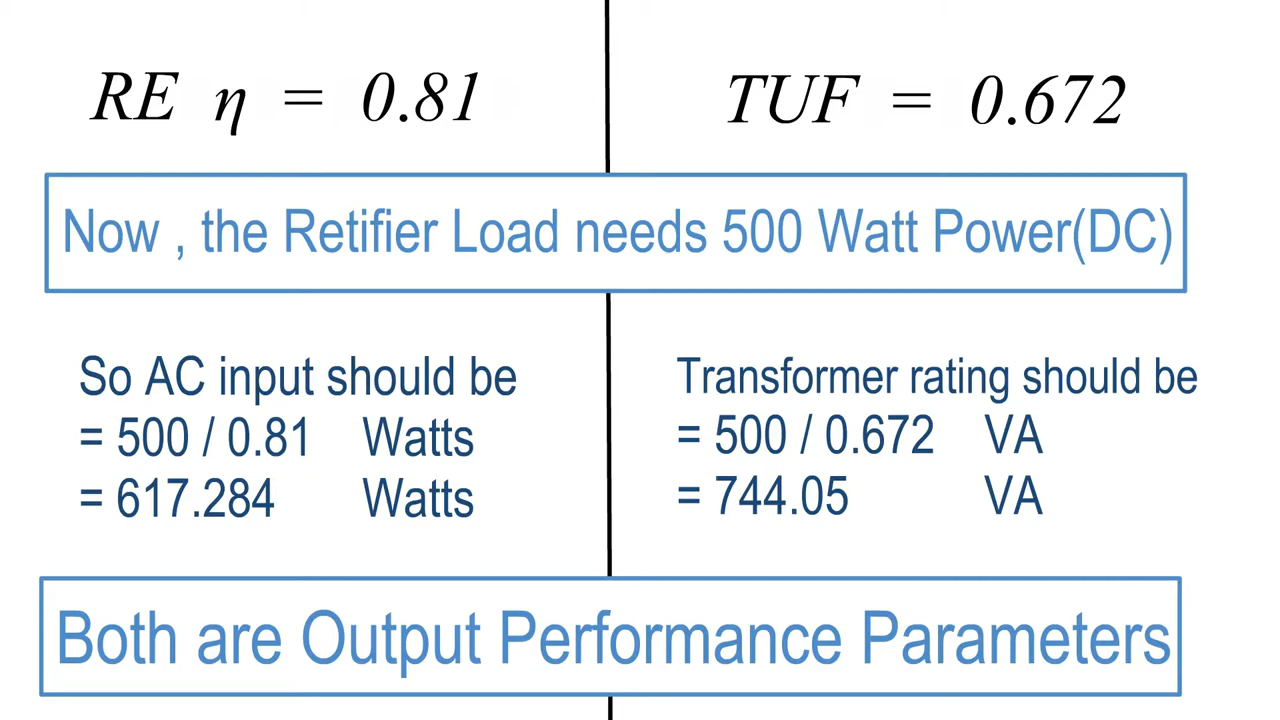 RE η = 0.81
TUF = 0.672
Now , the Retifier Load needs 500 Watt Power(DC)
So AC input should be
= 500 / 0.81 Watts
= 617.284 Watts
Transformer rating should be
= 500 / 0.672 VA
= 744.05 VA
Both are Output Performance Parameters